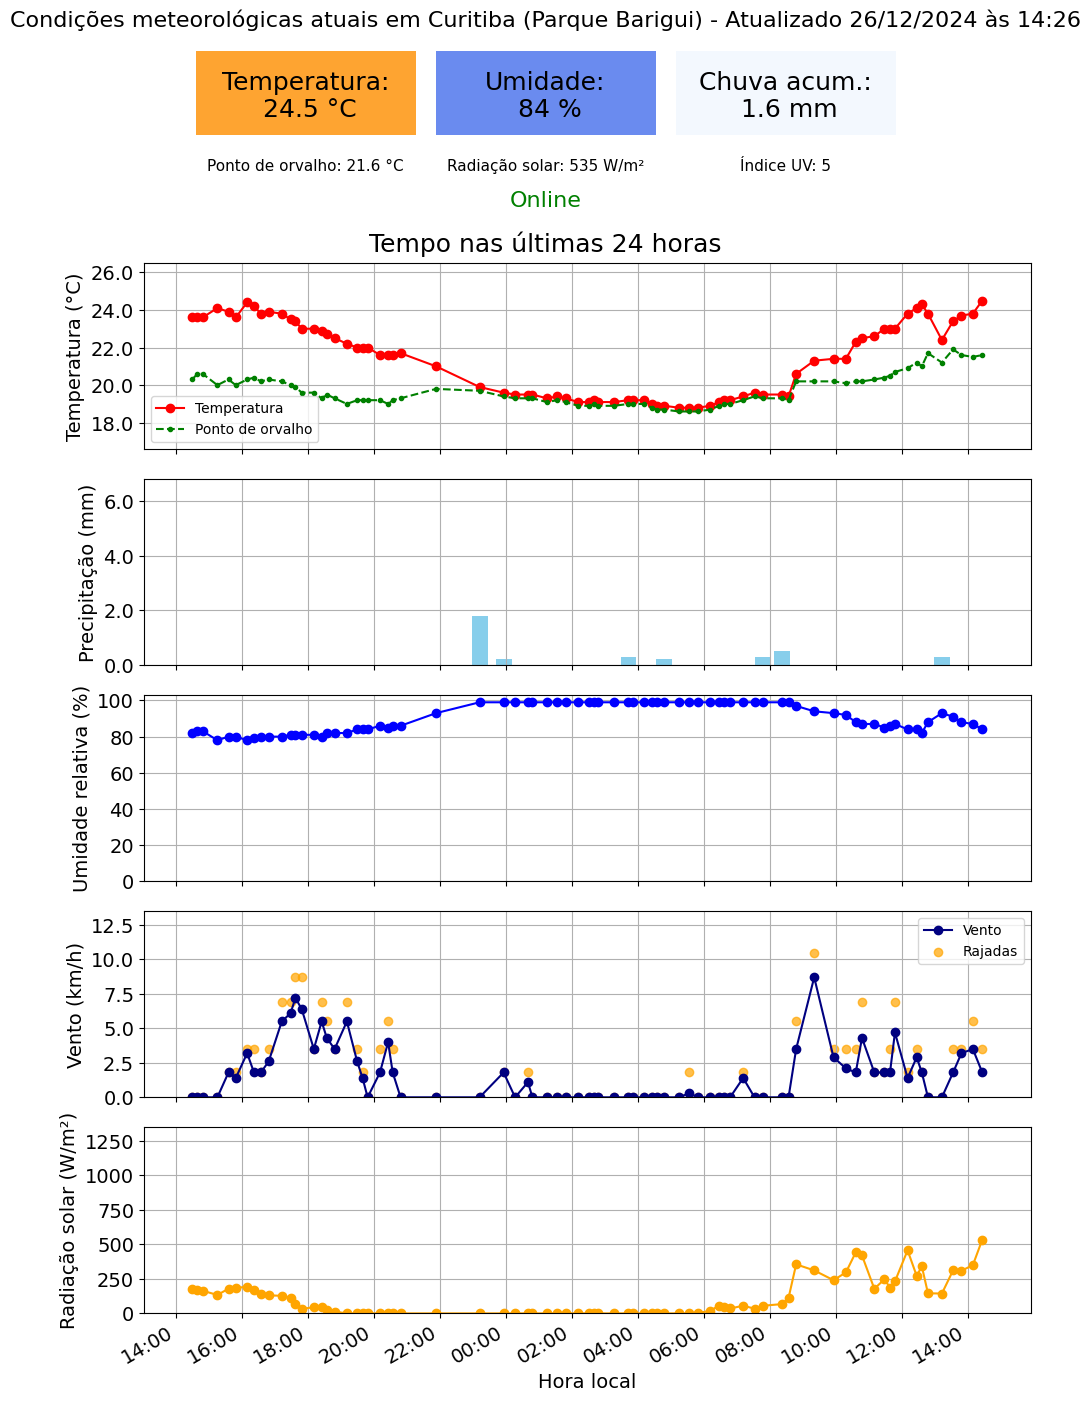 Condições meteorológicas atuais em Curitiba (Parque Barigui) - Atualizado 26/12/2024 às 14:26
Temperatura:
24.5 °C
Umidade:
84 %
Chuva acum.:
1.6 mm
Ponto de orvalho: 21.6 °C
Radiação solar: 535 W/m²
Índice UV: 5
Online
Tempo nas últimas 24 horas
Temperatura (°C)
26.0
24.0
22.0
20.0
18.0
Temperatura
Ponto de orvalho
Precipitação (mm)
6.0
4.0
2.0
0.0
Umidade relativa (%)
100
80
60
40
20
0
Vento (km/h)
12.5
10.0
7.5
5.0
2.5
0.0
Vento
Rajadas
Radiação solar (W/m²)
1250
1000
750
500
250
0
14:00
16:00
18:00
20:00
22:00
00:00
02:00
04:00
06:00
08:00
10:00
12:00
14:00
Hora local